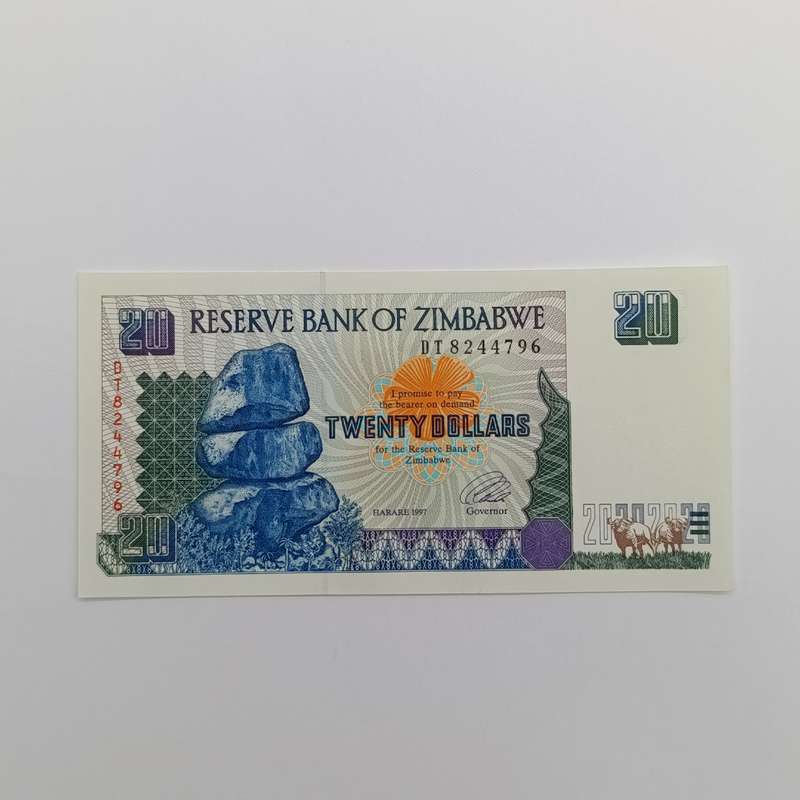 20
RESERVE BANK OF ZIMBABWE
20
DT8244796
DT8244796
I promise to pay
the bearer on demand
TWENTY DOLLARS
for the Reserve Bank of
Zimbabwe
HARARE 1997
Governor
20
20202020